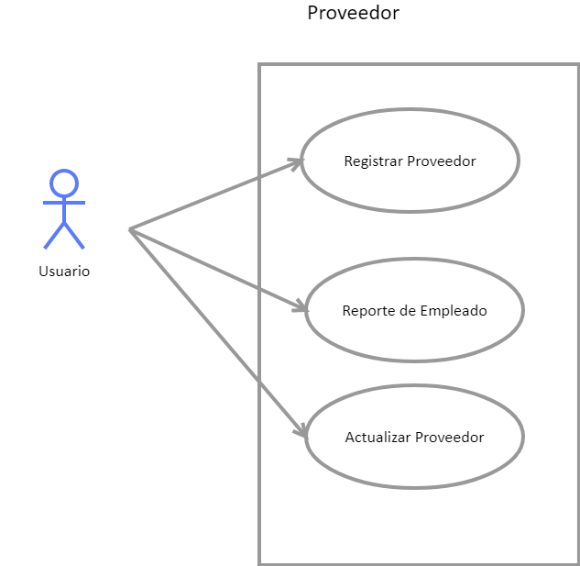 Proveedor
Registrar Proveedor
Usuario
Reporte de Empleado
Actualizar Proveedor